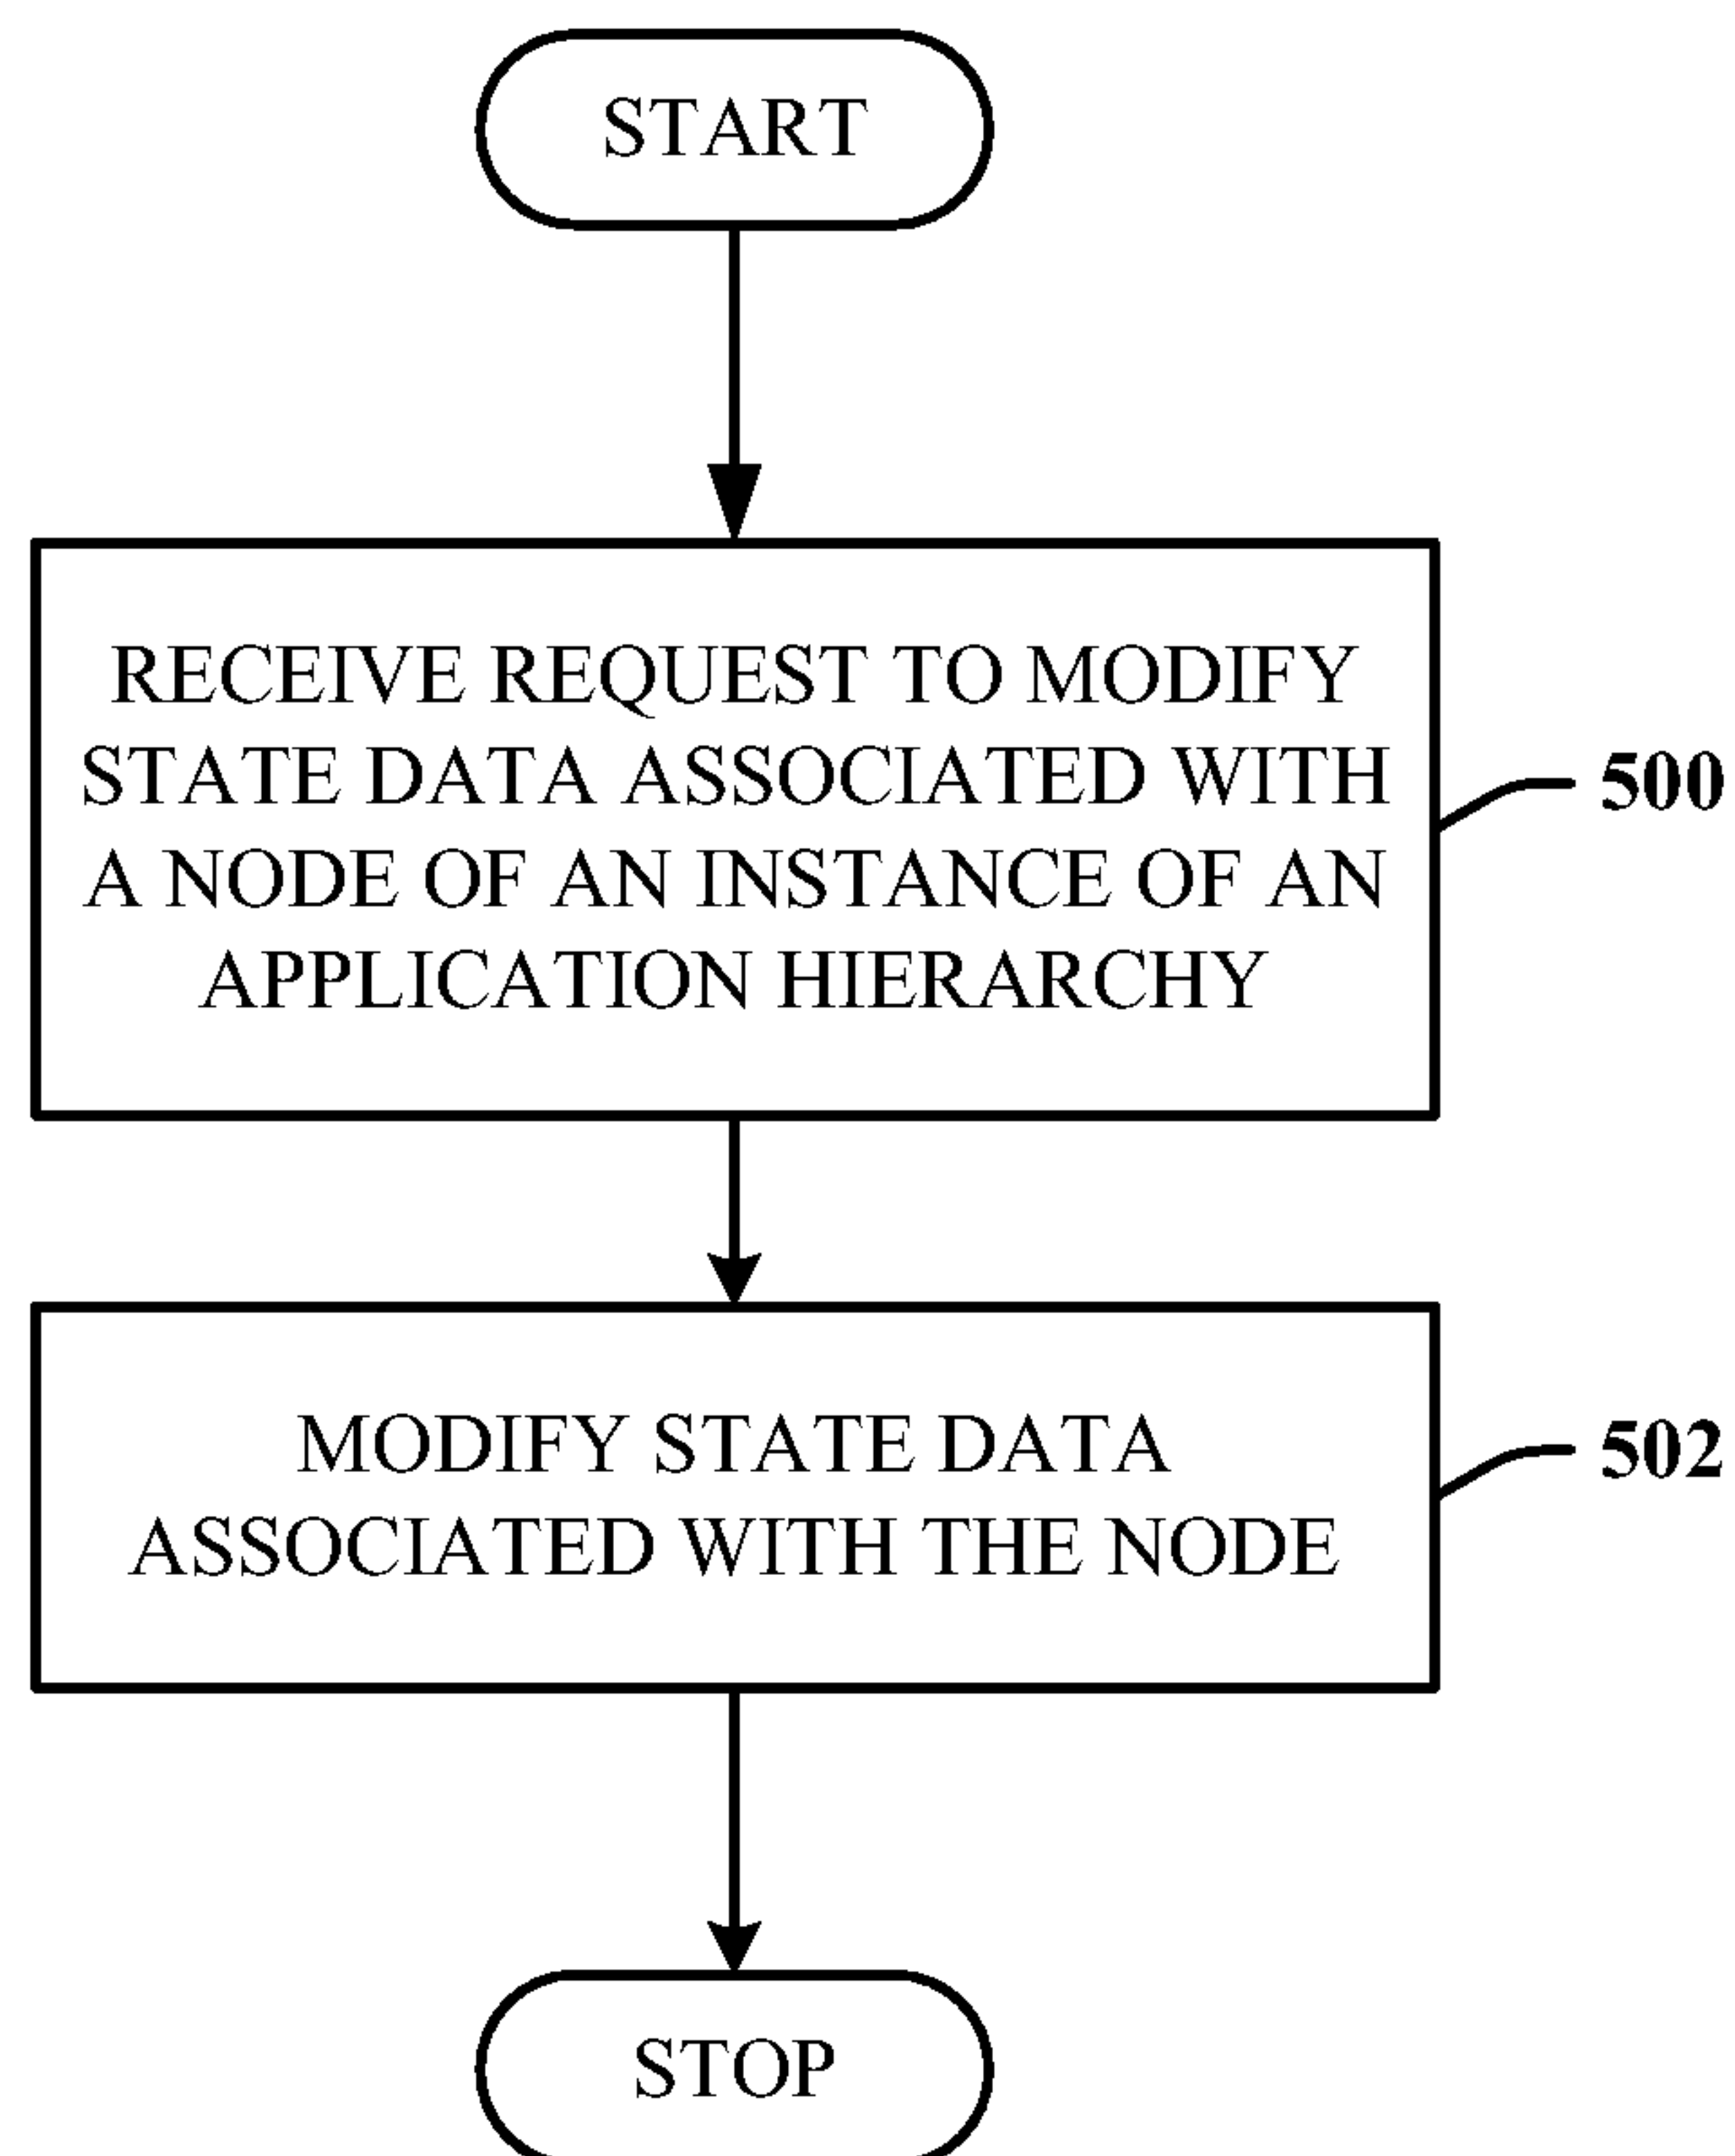 START
RECEIVE REQUEST TO MODIFY
STATE DATA ASSOCIATED WITH
A NODE OF AN INSTANCE OF AN
APPLICATION HIERARCHY
500
MODIFY STATE DATA
ASSOCIATED WITH THE NODE
502
STOP